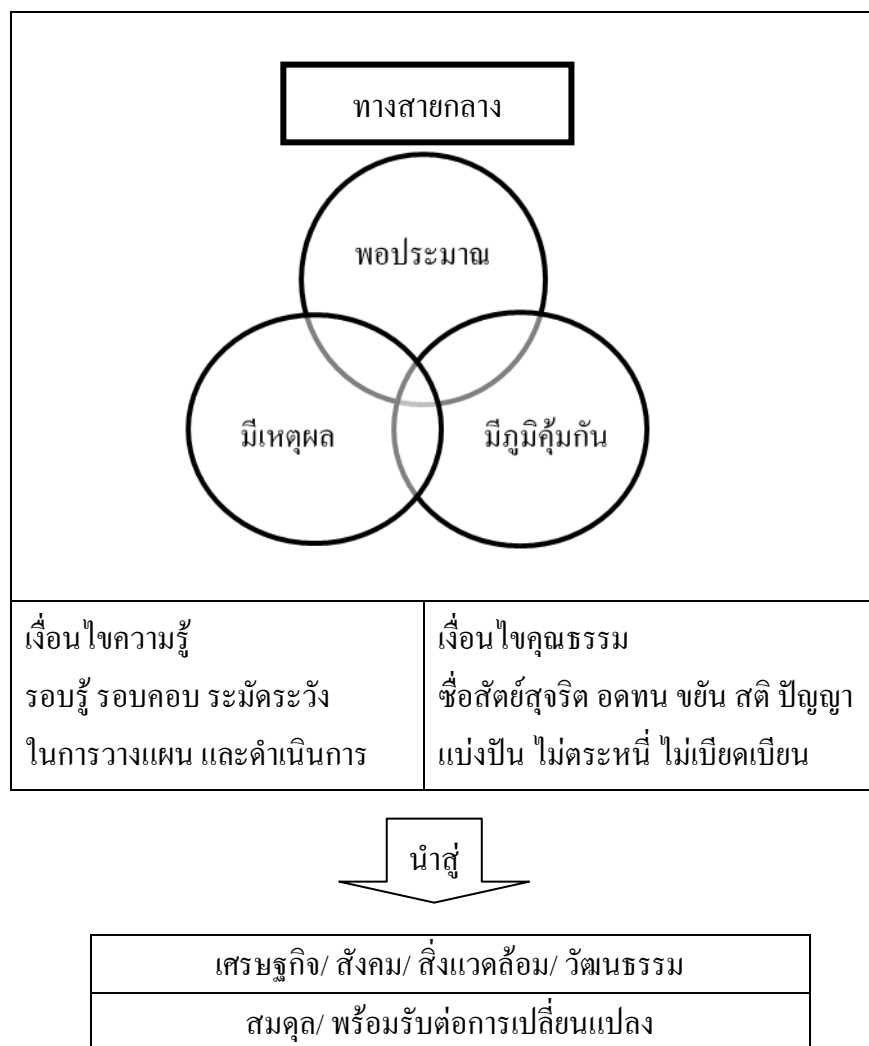 ทางสายกลาง
พอประมาณ
มีเหตุผล
มีภูมิคุ้มกัน
เงื่อนไขความรู้
รอบรู้ รอบคอบ ระมัดระวัง
ในการวางแผน และดำเนินการ
เงื่อนไขคุณธรรม
ซื่อสัตย์สุจริต อดทน ขยัน สติ ปัญญา
แบ่งปัน ไม่ตระหนี่ ไม่เบียดเบียน
นำสู่
เศรษฐกิจ/ สังคม/ สิ่งแวดล้อม/ วัฒนธรรม
สมดุล/ พร้อมรับต่อการเปลี่ยนแปลง